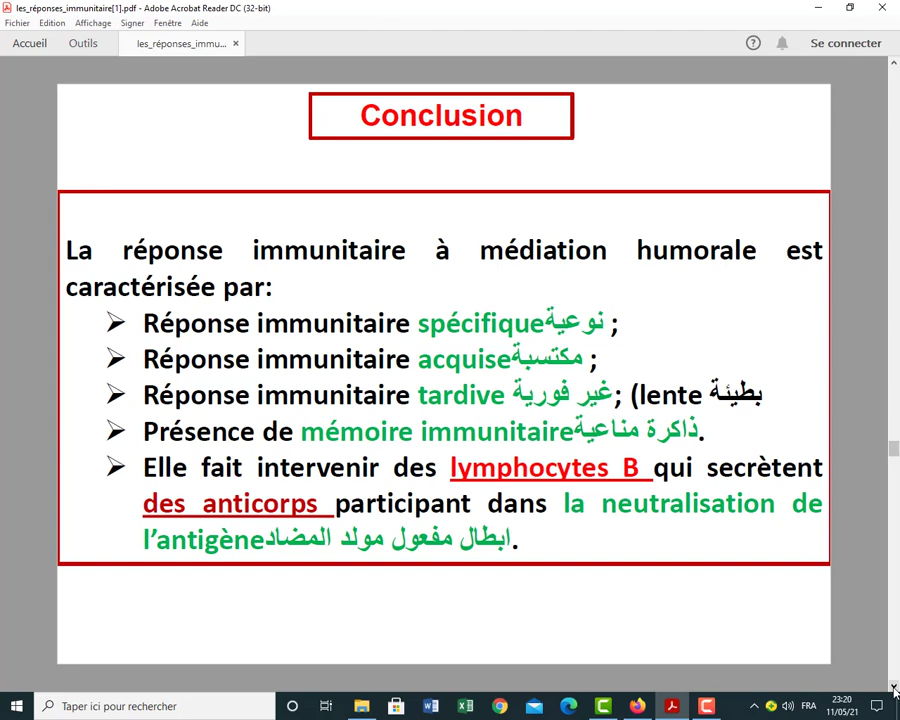 les_réponses_immunitaire[1].pdf - Adobe Acrobat Reader DC (32-bit)
Fichier Edition Affichage Signer Fenêtre Aide
Accueil Outils les_réponses_immu... × Se connecter
Conclusion
La réponse immunitaire à médiation humorale est
caractérisée par:
➢ Réponse immunitaire spécifiqueنوعية ;
➢ Réponse immunitaire acquiseمكتسبة ;
➢ Réponse immunitaire tardive غير فورية; (lente بطيئة
➢ Présence de mémoire immunitaireذاكرة مناعية.
➢ Elle fait intervenir des lymphocytes B qui secrètent
des anticorps participant dans la neutralisation de
l’antigèneابطال مفعول مولد المضاد.
Taper ici pour rechercher
FRA
23:20
11/05/21